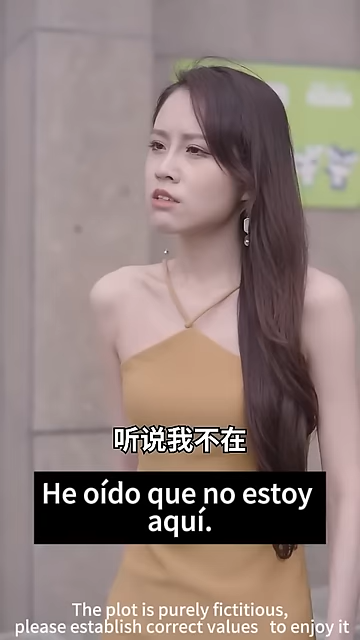 听说我不在
He oído que no estoy
aquí.
The plot is purely fictitious,
please establish correct values to enjoy it